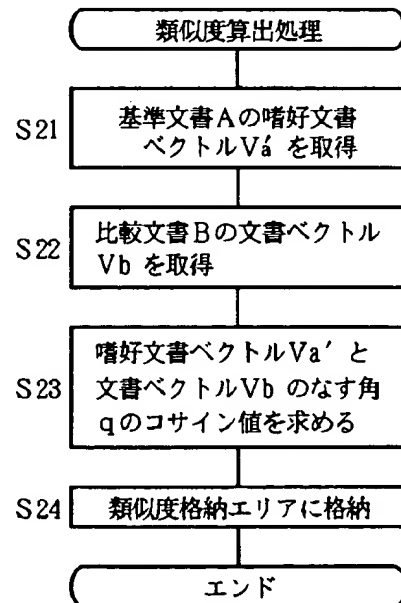 類似度算出処理
S21
基準文書Aの嗜好文書
ベクトルVa′を取得
S22
比較文書Bの文書ベクトル
Vb を取得
S23
嗜好文書ベクトルVa′と
文書ベクトルVb のなす角
qのコサイン値を求める
S24
類似度格納エリアに格納
エンド